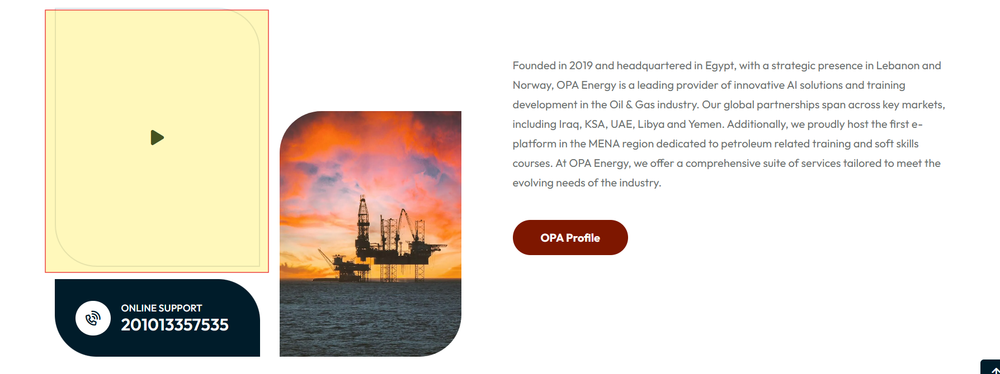 Founded in 2019 and headquartered in Egypt, with a strategic presence in Lebanon and
Norway, OPA Energy is a leading provider of innovative AI solutions and training
development in the Oil & Gas industry. Our global partnerships span across key markets,
including Iraq, KSA, UAE, Libya and Yemen. Additionally, we proudly host the first e-
platform in the MENA region dedicated to petroleum related training and soft skills
courses. At OPA Energy, we offer a comprehensive suite of services tailored to meet the
evolving needs of the industry.
OPA Profile
ONLINE SUPPORT
201013357535